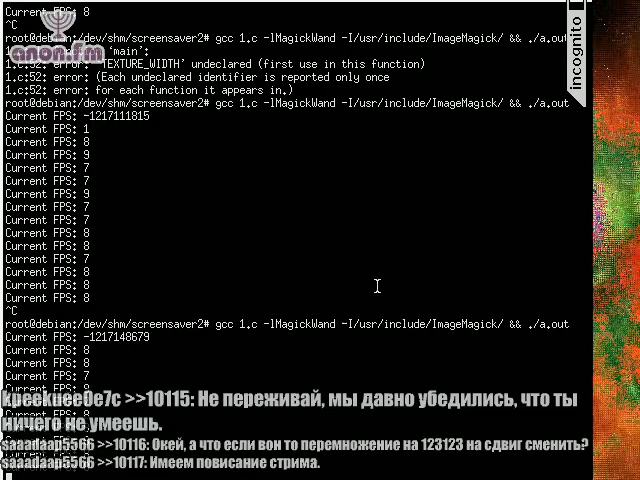 Current FPS: 8
^C
root@debian:/dev/shm/screensaver2# gcc 1.c -lMagickWand -I/usr/include/ImageMagick/ && ./a.out
'main':
1.c:52: error: 'TEXTURE_WIDTH' undeclared (first use in this function)
1.c:52: error: (Each undeclared identifier is reported only once
1.c:52: error: for each function it appears in.)
root@debian:/dev/shm/screensaver2# gcc 1.c -lMagickWand -I/usr/include/ImageMagick/ && ./a.out
Current FPS: -1217111815
Current FPS: 1
Current FPS: 8
Current FPS: 9
Current FPS: 7
Current FPS: 7
Current FPS: 9
Current FPS: 7
Current FPS: 7
Current FPS: 8
Current FPS: 8
Current FPS: 7
Current FPS: 8
Current FPS: 8
Current FPS: 8
^C
root@debian:/dev/shm/screensaver2# gcc 1.c -lMagickWand -I/usr/include/ImageMagick/ && ./a.out
Current FPS: -1217148679
Current FPS: 8
Current FPS: 8
Current FPS: 7
Current FPS: 8
kpeeknee0e7c >>10115: Не переживай, мы давно убедились, что ты
ничего не умеешь.
saaadaap5566 >>10116: Окей, а что если вон то перемножение на 123123 на сдвиг сменить?
saaadaap5566 >>10117: Имеем повисание стрима.
anon.fm
incognito